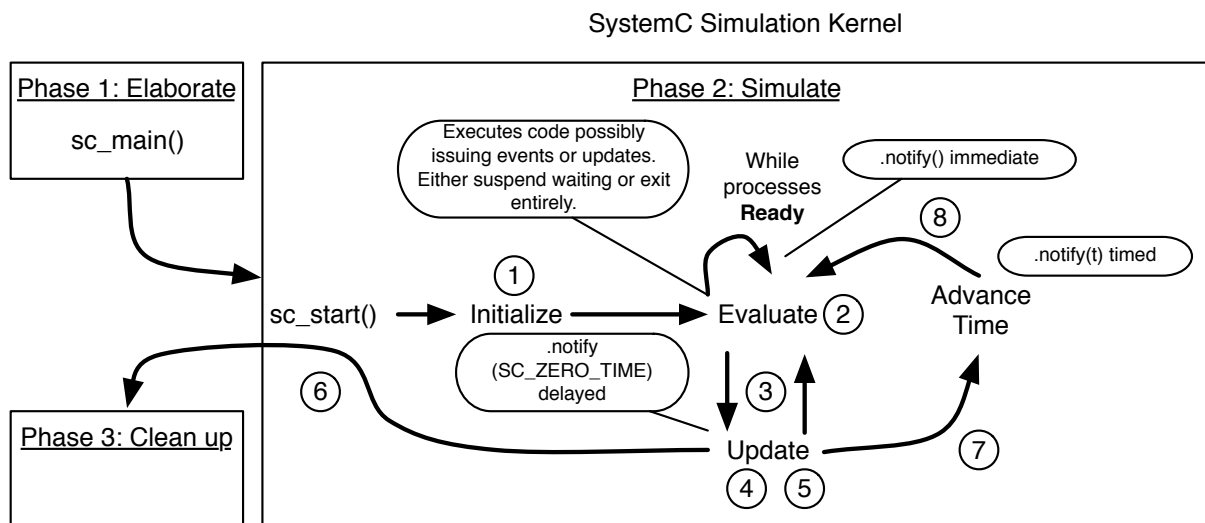 SystemC Simulation Kernel
Phase 1: Elaborate
sc_main()
Phase 2: Simulate
Executes code possibly
issuing events or updates.
Either suspend waiting or exit
entirely.
While
processes
Ready
.notify() immediate
8
.notify(t) timed
1
sc_start()
Initialize
Evaluate
2
Advance
Time
.notify
(SC_ZERO_TIME)
delayed
3
6
Phase 3: Clean up
Update
7
4
5